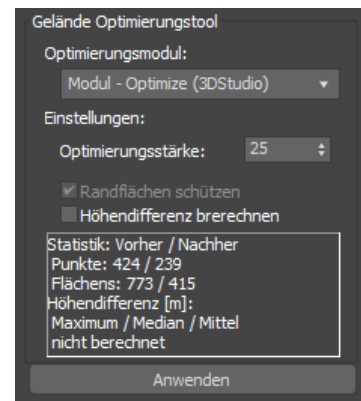 Gelände Optimierungstool
Optimierungsmodul:
Modul - Optimize (3DStudio)
Einstellungen:
Optimierungsstärke: 25
Randflächen schützen
Höhendifferenz brerechnen
Statistik: Vorher / Nachher
Punkte: 424 / 239
Flächens: 773 / 415
Höhendifferenz [m]:
Maximum / Median / Mittel
nicht berechnet
Anwenden